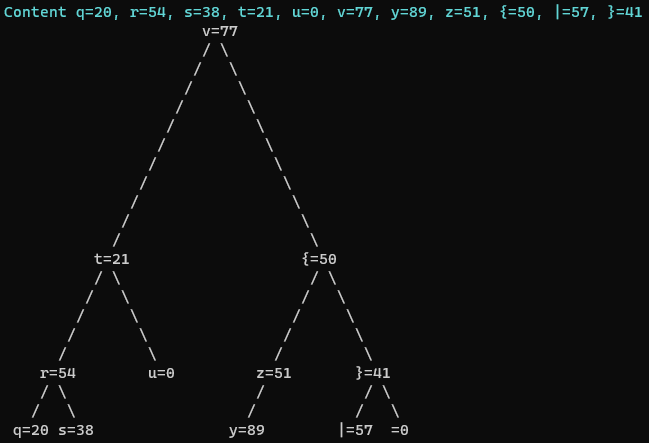 Content q=20, r=54, s=38, t=21, u=0, v=77, y=89, z=51, {=50, |=57, }=41
v=77
t=21 {=50
r=54 u=0 z=51 }=41
q=20 s=38 y=89 |=57 =0